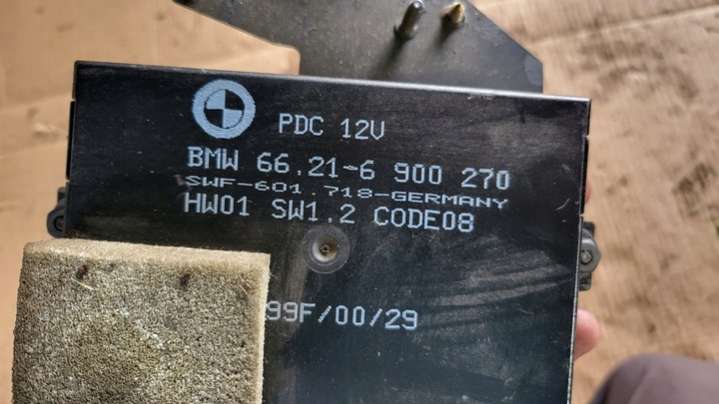 PDC 12V
BMW 66.21-6 900 270
SWF-601.718-GERMANY
HW01 SW1.2 CODE08
99F/00/29